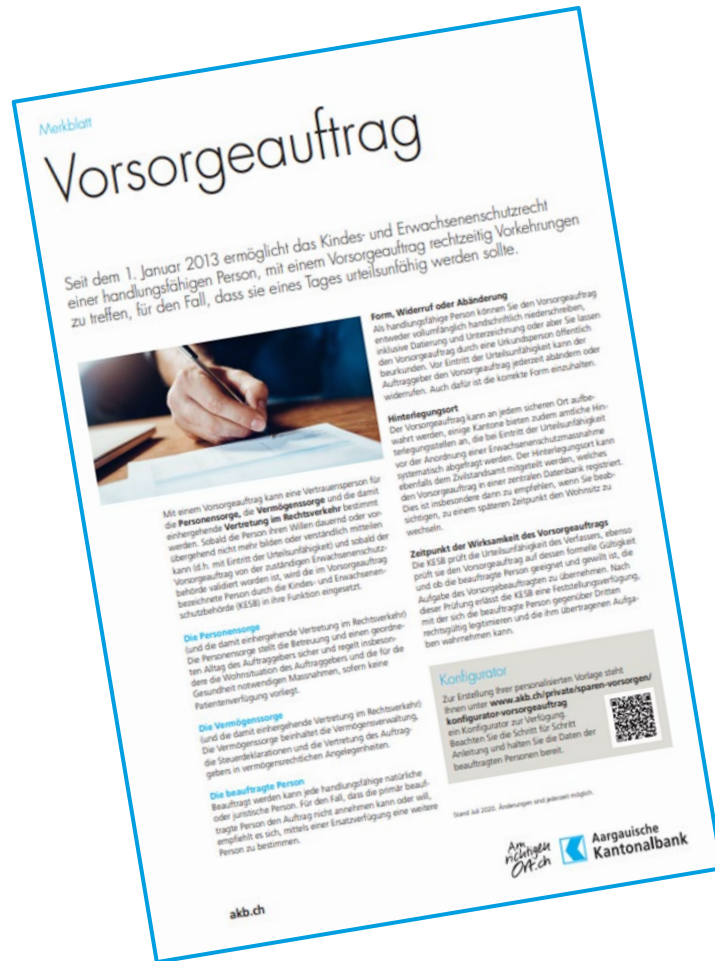 Merkblatt
Vorsorgeauftrag
Seit dem 1. Januar 2013 ermöglicht das Kindes- und Erwachsenenschutzrecht
einer handlungsfähigen Person, mit einem Vorsorgeauftrag rechtzeitig Vorkehrungen
zu treffen, für den Fall, dass sie eines Tages urteilsunfähig werden sollte.
Mit einem Vorsorgeauftrag kann eine Vertrauensperson für
die Personensorge, die Vermögenssorge und die damit
einhergehende Vertretung im Rechtsverkehr bestimmt
werden. Sobald die Person ihren Willen dauernd oder vor-
übergehend nicht mehr bilden oder verständlich mitteilen
kann (d.h. mit Eintritt der Urteilsunfähigkeit) und sobald der
Vorsorgeauftrag von der zuständigen Erwachsenenschutz-
behörde validiert worden ist, wird die im Vorsorgeauftrag
bezeichnete Person durch die Kindes- und Erwachsenen-
schutzbehörde (KESB) in ihre Funktion eingesetzt.
Die Personensorge
(und die damit einhergehende Vertretung im Rechtsverkehr)
Die Personensorge stellt die Betreuung und einen geordne-
ten Alltag des Auftraggebers sicher und regelt insbeson-
dere die Wohnsituation des Auftraggebers und die für die
Gesundheit notwendigen Massnahmen, sofern keine
Patientenverfügung vorliegt.
Die Vermögenssorge
(und die damit einhergehende Vertretung im Rechtsverkehr)
Die Vermögenssorge beinhaltet die Vermögensverwaltung,
die Steuerdeklarationen und die Vertretung des Auftrag-
gebers in vermögensrechtlichen Angelegenheiten.
Die beauftragte Person
Beauftragt werden kann jede handlungsfähige natürliche
oder juristische Person. Für den Fall, dass die primär beauf-
tragte Person den Auftrag nicht annehmen kann oder will,
empfiehlt es sich, mittels einer Ersatzverfügung eine weitere
Person zu bestimmen.
Form, Widerruf oder Abänderung
Als handlungsfähige Person können Sie den Vorsorgeauftrag
entweder vollumfänglich handschriftlich niederschreiben,
inklusive Datierung und Unterzeichnung oder aber Sie lassen
den Vorsorgeauftrag durch eine Urkundsperson öffentlich
beurkunden. Vor Eintritt der Urteilsunfähigkeit kann der
Auftraggeber den Vorsorgeauftrag jederzeit abändern oder
widerrufen. Auch dafür ist die korrekte Form einzuhalten.
Hinterlegungsort
Der Vorsorgeauftrag kann an jedem sicheren Ort aufbe-
wahrt werden, einige Kantone bieten zudem amtliche Hin-
terlegungsstellen an, die bei Eintritt der Urteilsunfähigkeit
vor der Anordnung einer Erwachsenenschutzmassnahme
systematisch abgefragt werden. Der Hinterlegungsort kann
ebenfalls dem Zivilstandsamt mitgeteilt werden, welches
den Vorsorgeauftrag in einer zentralen Datenbank registriert.
Dies ist insbesondere dann zu empfehlen, wenn Sie beab-
sichtigen, zu einem späteren Zeitpunkt den Wohnsitz zu
wechseln.
Zeitpunkt der Wirksamkeit des Vorsorgeauftrags
Die KESB prüft die Urteilsunfähigkeit des Verfassers, ebenso
prüft sie den Vorsorgeauftrag auf dessen formelle Gültigkeit
und ob die beauftragte Person geeignet und gewillt ist, die
Aufgabe des Vorsorgebeauftragten zu übernehmen. Nach
dieser Prüfung erlässt die KESB eine Feststellungsverfügung,
mit der sich die beauftragte Person gegenüber Dritten
rechtsgültig legitimieren und die ihm übertragenen Aufga-
ben wahrnehmen kann.
Konfigurator
Zur Erstellung Ihrer personalisierten Vorlage steht
Ihnen unter www.akb.ch/private/sparen-vorsorgen/
konfigurator-vorsorgeauftrag
ein Konfigurator zur Verfügung.
Beachten Sie die Schritt für Schritt
Anleitung und halten Sie die Daten der
beauftragten Personen bereit.
Stand Juli 2020. Änderungen sind jederzeit möglich.
akb.ch
Am
richtigen
Ort.ch
Aargauische
Kantonalbank